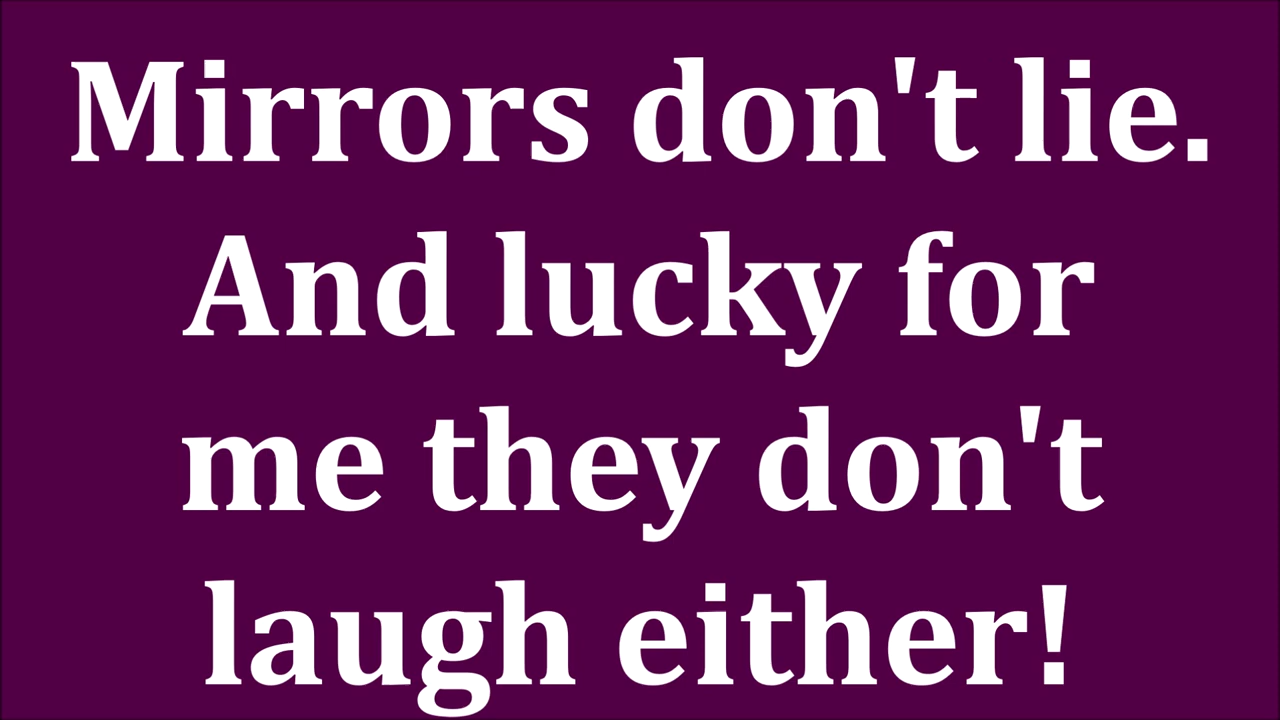 Mirrors don't lie.
And lucky for
me they don't
laugh either!